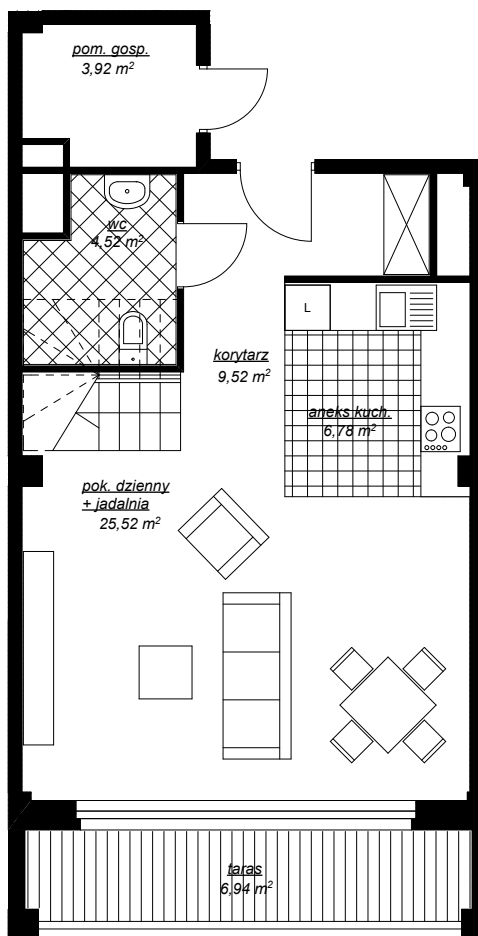 pom. gosp.
3,92 m²
wc
4,52 m²
L
korytarz
9,52 m²
aneks kuch.
6,78 m²
pok. dzienny
+ jadalnia
25,52 m²
taras
6,94 m²